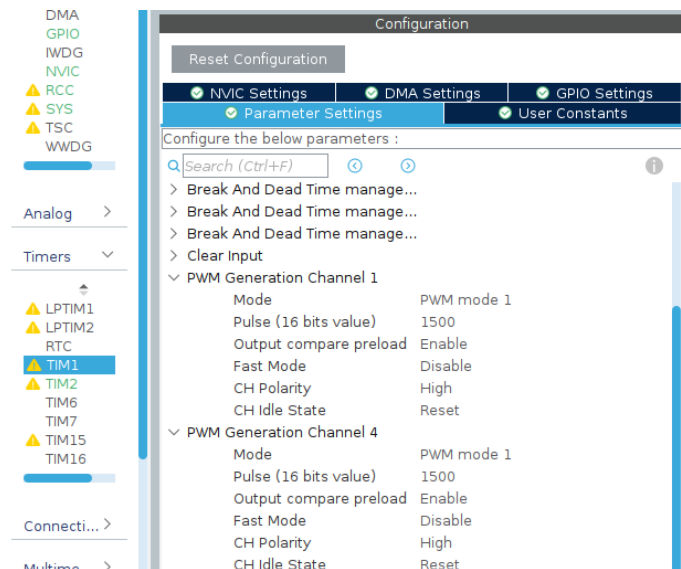 DMA
GPIO
IWDG
NVIC
RCC
SYS
TSC
WWDG
Analog
Timers
LPTIM1
LPTIM2
RTC
TIM1
TIM2
TIM6
TIM7
TIM15
TIM16
Connecti...
Multime
Configuration
Reset Configuration
NVIC Settings DMA Settings GPIO Settings
Parameter Settings User Constants
Configure the below parameters :
Search (Ctrl+F)
Break And Dead Time manage...
Break And Dead Time manage...
Break And Dead Time manage...
Clear Input
PWM Generation Channel 1
Mode PWM mode 1
Pulse (16 bits value) 1500
Output compare preload Enable
Fast Mode Disable
CH Polarity High
CH Idle State Reset
PWM Generation Channel 4
Mode PWM mode 1
Pulse (16 bits value) 1500
Output compare preload Enable
Fast Mode Disable
CH Polarity High
CH Idle State Reset